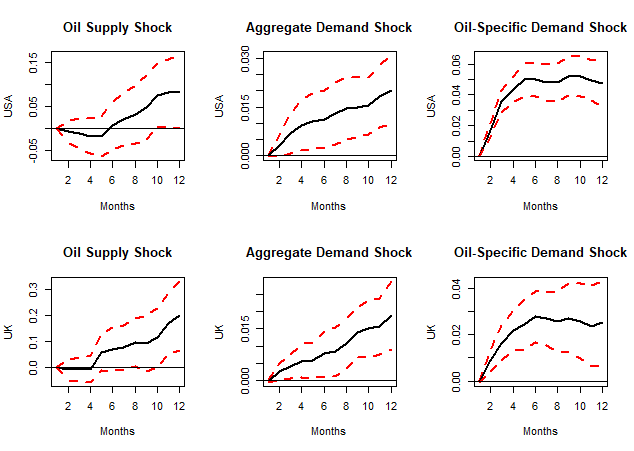 Oil Supply Shock
USA
-0.05 0.05 0.15
2 4 6 8 10 12
Months
Aggregate Demand Shock
USA
0.000 0.015 0.030
2 4 6 8 10 12
Months
Oil-Specific Demand Shock
USA
0.00 0.02 0.04 0.06
2 4 6 8 10 12
Months
Oil Supply Shock
UK
0.0 0.1 0.2 0.3
2 4 6 8 10 12
Months
Aggregate Demand Shock
UK
0.000 0.015
2 4 6 8 10 12
Months
Oil-Specific Demand Shock
UK
0.00 0.02 0.04
2 4 6 8 10 12
Months